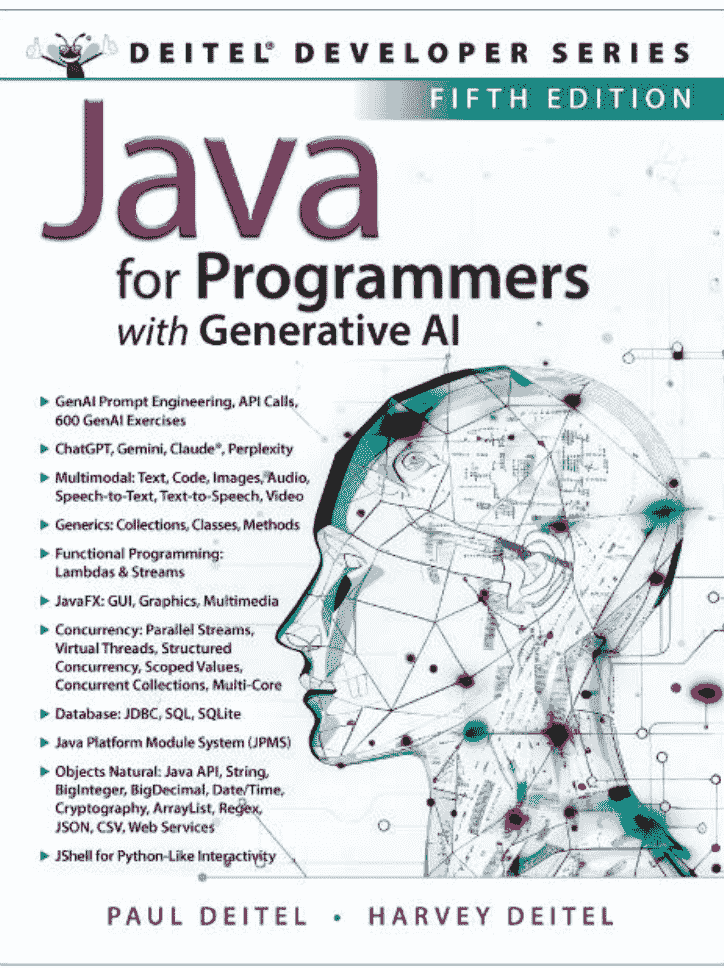 DEITEL® DEVELOPER SERIES
FIFTH EDITION
Java
for Programmers
with Generative AI
GenAI Prompt Engineering, API Calls,
600 GenAI Exercises
ChatGPT, Gemini, Claude®, Perplexity
Multimodal: Text, Code, Images, Audio,
Speech-to-Text, Text-to-Speech, Video
Generics: Collections, Classes, Methods
Functional Programming:
Lambdas & Streams
JavaFX: GUI, Graphics, Multimedia
Concurrency: Parallel Streams,
Virtual Threads, Structured
Concurrency, Scoped Values,
Concurrent Collections, Multi-Core
Database: JDBC, SQL, SQLite
Java Platform Module System (JPMS)
Objects Natural: Java API, String,
BigInteger, BigDecimal, Date/Time,
Cryptography, ArrayList, Regex,
JSON, CSV, Web Services
JShell for Python-Like Interactivity
PAUL DEITEL • HARVEY DEITEL